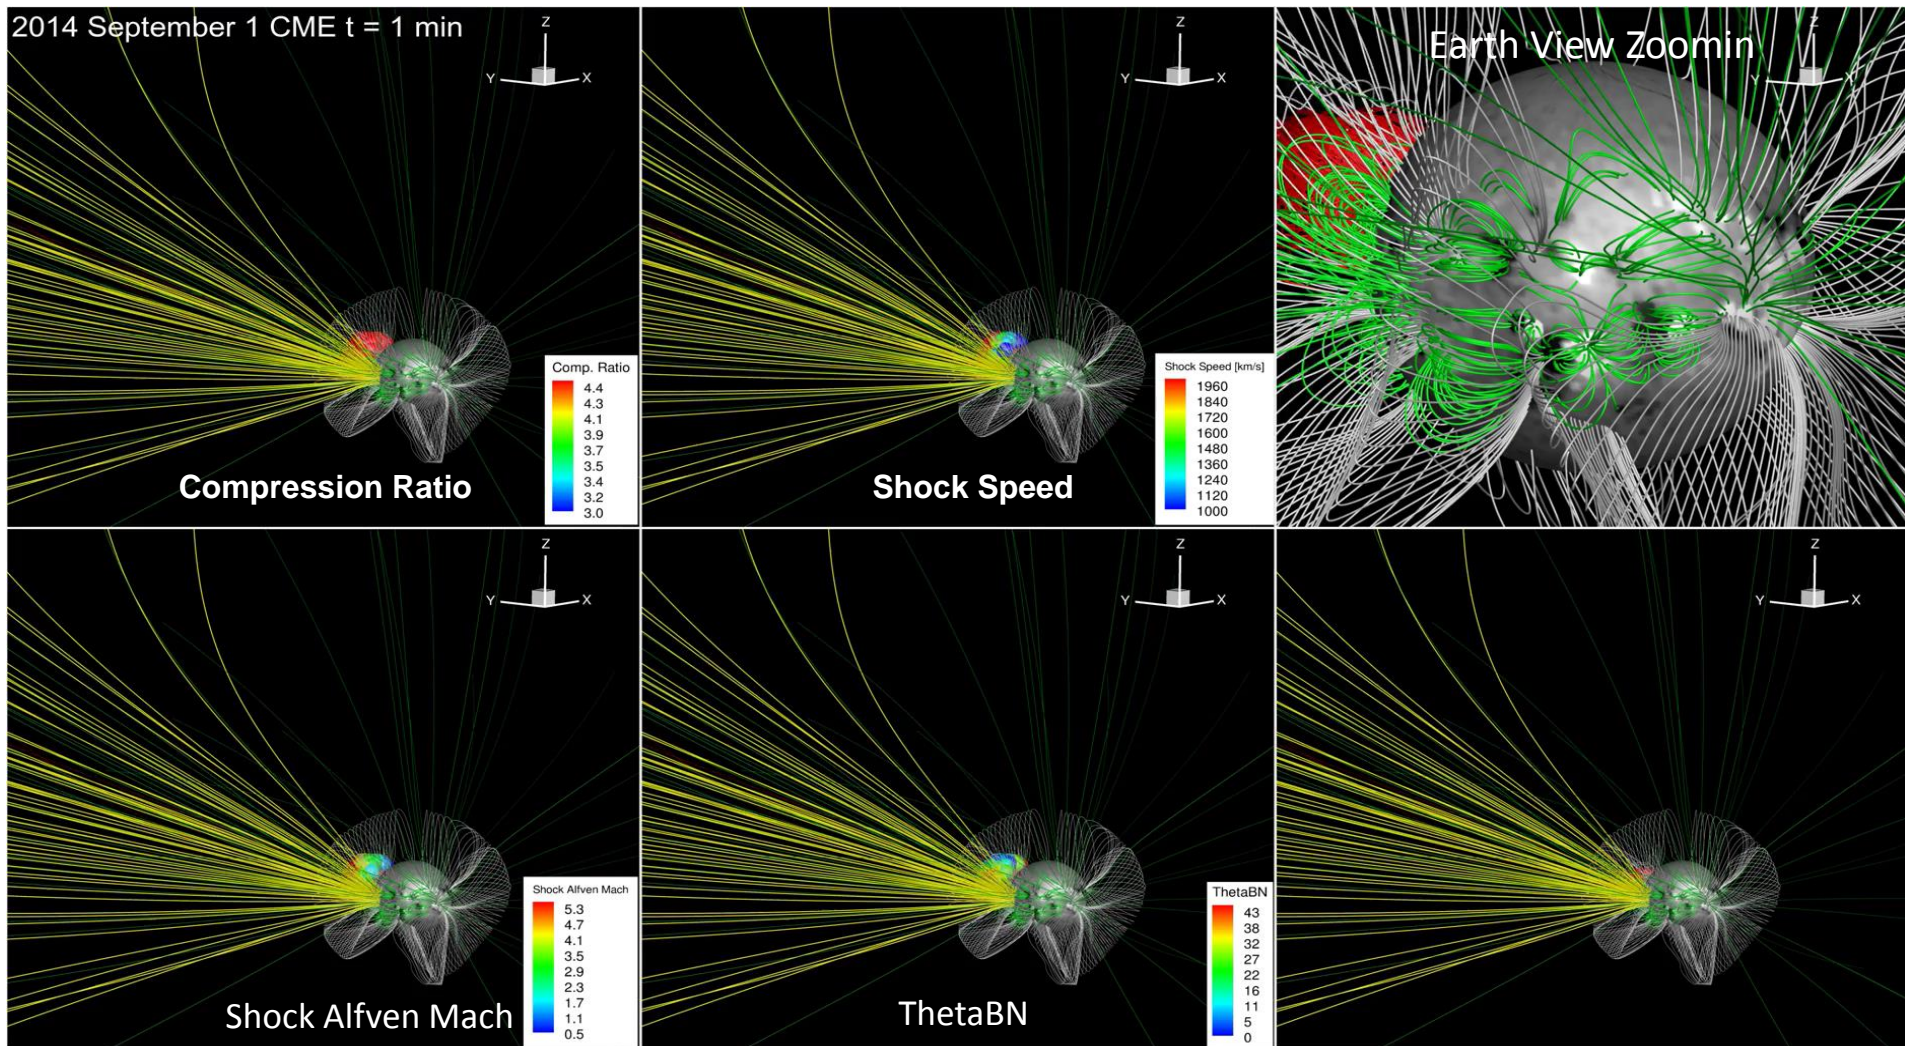 2014 September 1 CME t = 1 min
Z
Y
X
Comp. Ratio
4.4
4.3
4.1
3.9
3.7
3.5
3.4
3.2
3.0
Compression Ratio
Z
Y
X
Shock Speed [km/s]
1960
1840
1720
1600
1480
1360
1240
1120
1000
Shock Speed
Earth View Zoomin
Z
Y
Z
Y
X
Shock Alfven Mach
5.3
4.7
4.1
3.5
2.9
2.3
1.7
1.1
0.5
Shock Alfven Mach
Z
Y
X
ThetaBN
43
38
32
27
22
16
11
5
0
ThetaBN
Z
Y
X